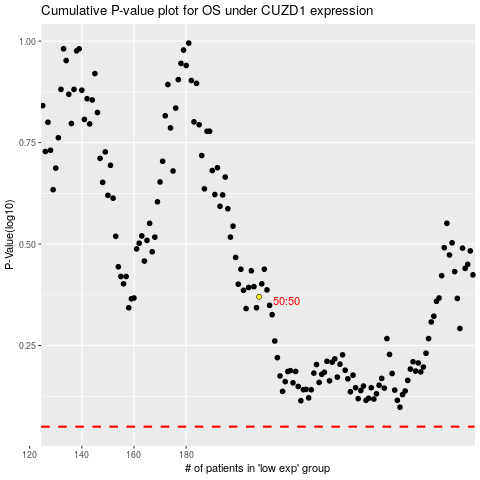 Cumulative P-value plot for OS under CUZD1 expression
P-Value(log10)
1.00
0.75
0.50
0.25
50:50
120 140 160 180
# of patients in 'low exp' group